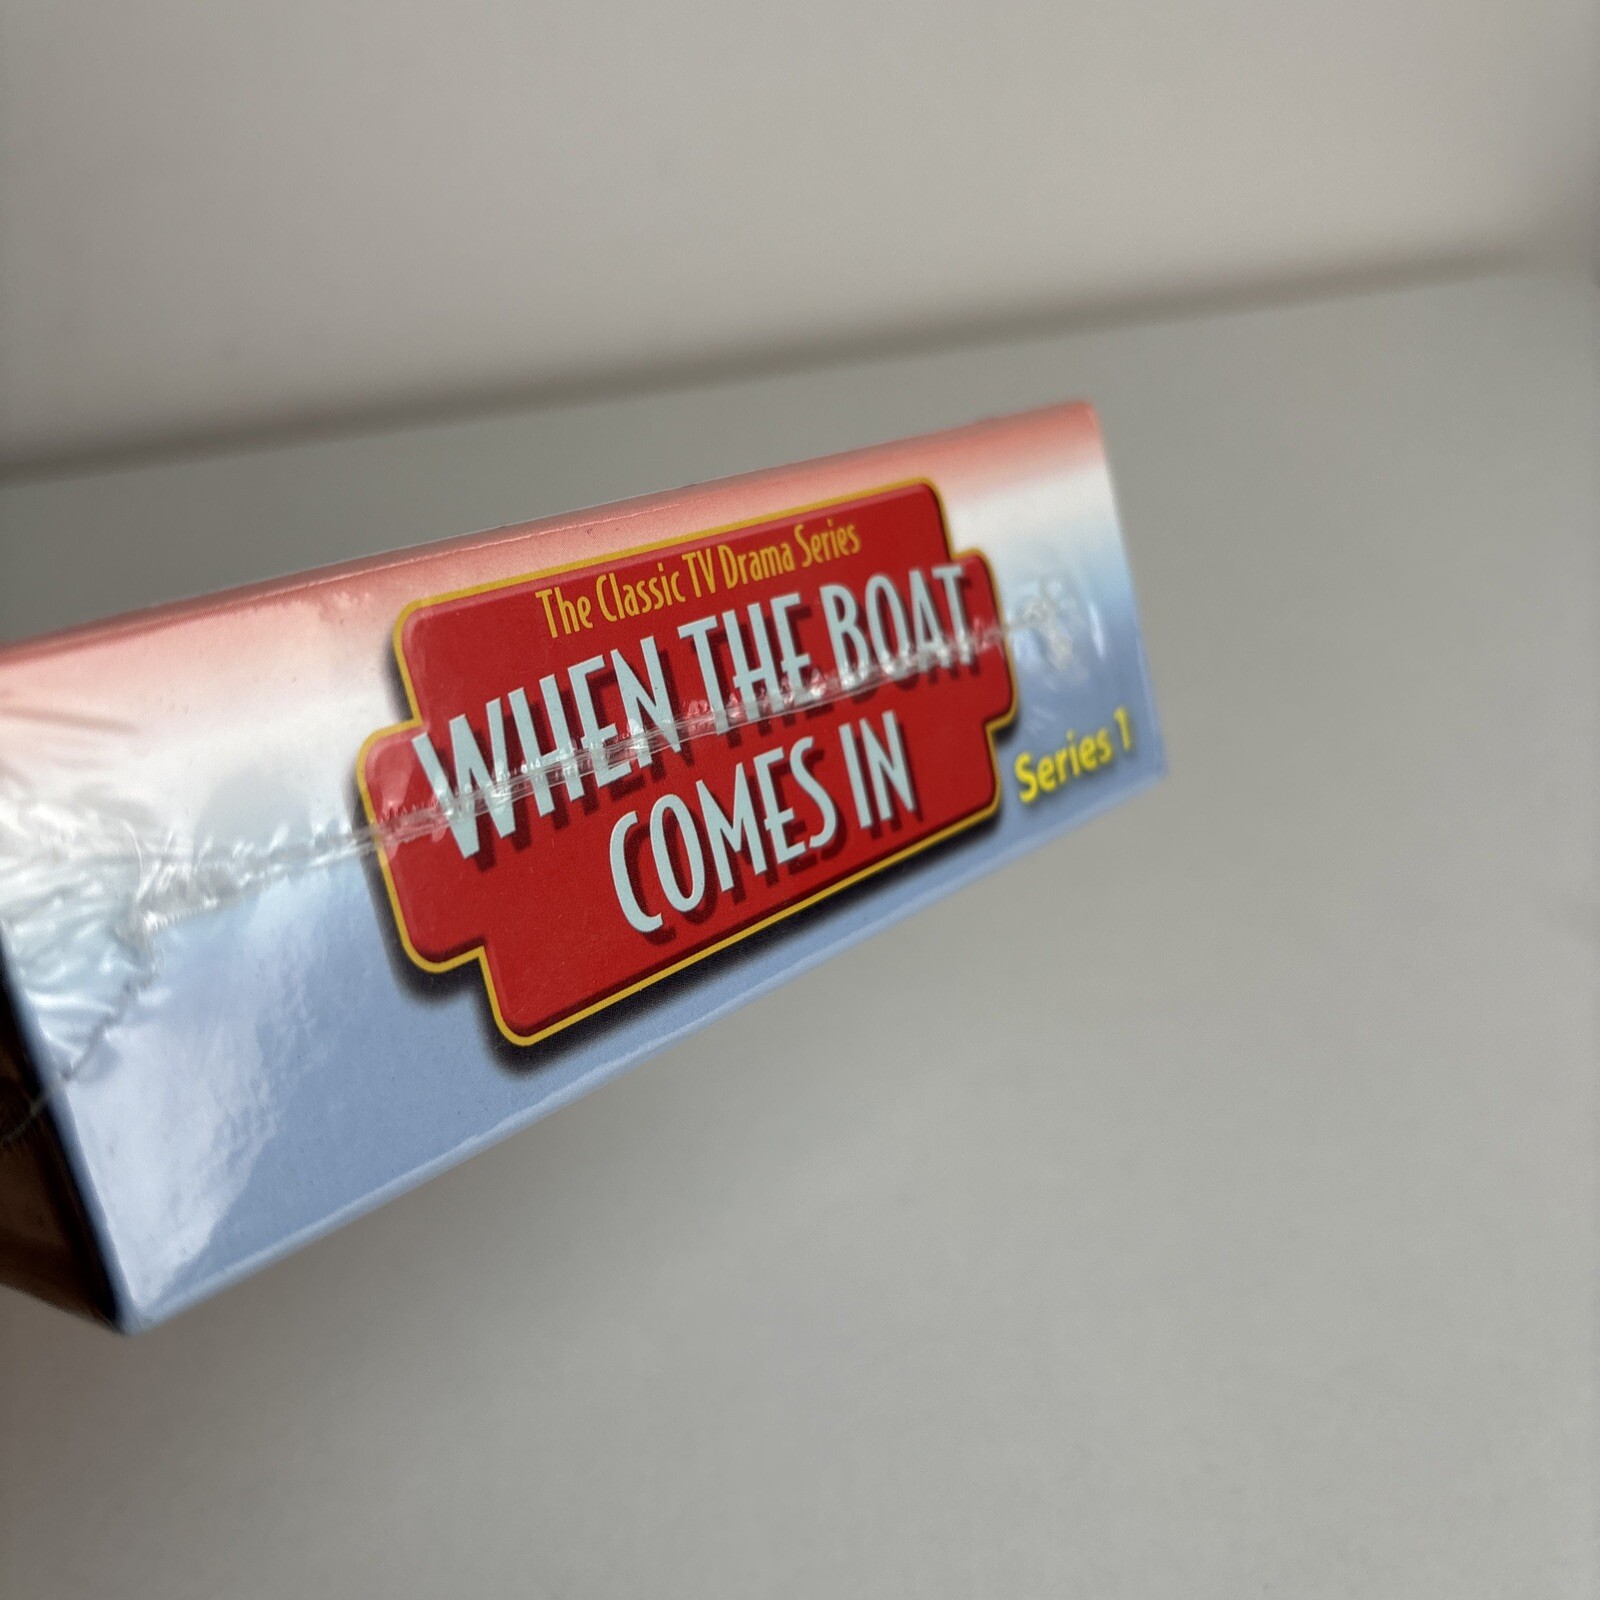 The Classic TV Drama Series
WHEN THE BOAT
COMES IN
Series 1